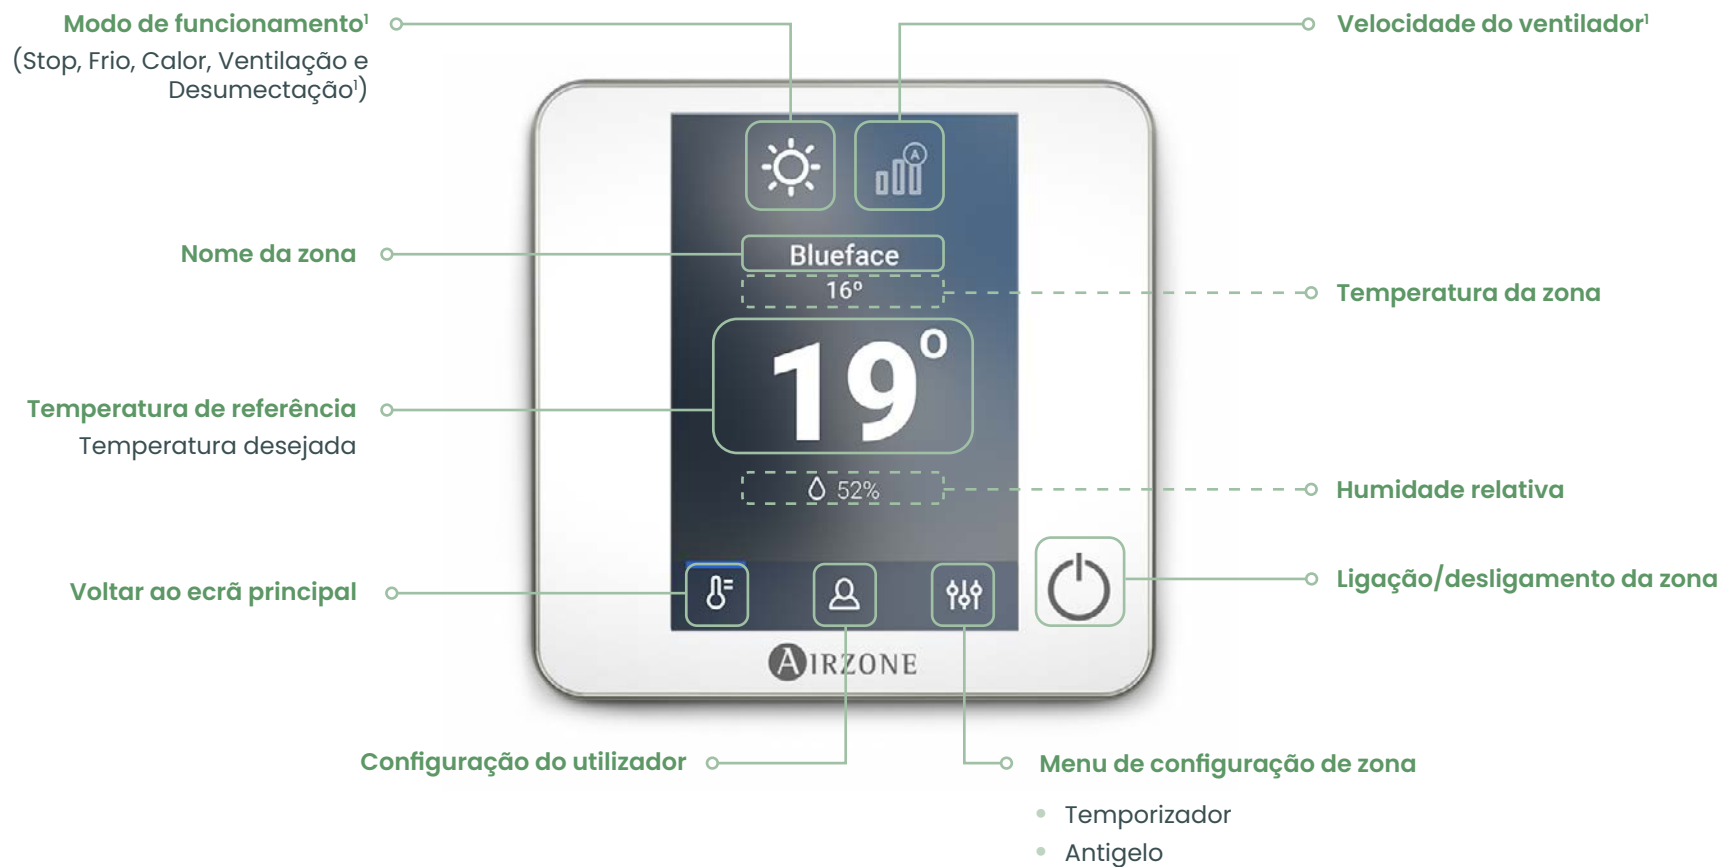 Modo de funcionamento¹
(Stop, Frio, Calor, Ventilação e
Desumectação¹)
Velocidade do ventilador¹
A
Nome da zona
Blueface
16º
Temperatura da zona
19º
Temperatura de referência
Temperatura desejada
52%
Humidade relativa
Voltar ao ecrã principal
Ligação/desligamento da zona
AIRZONE
Configuração do utilizador
Menu de configuração de zona
Temporizador
Antigelo